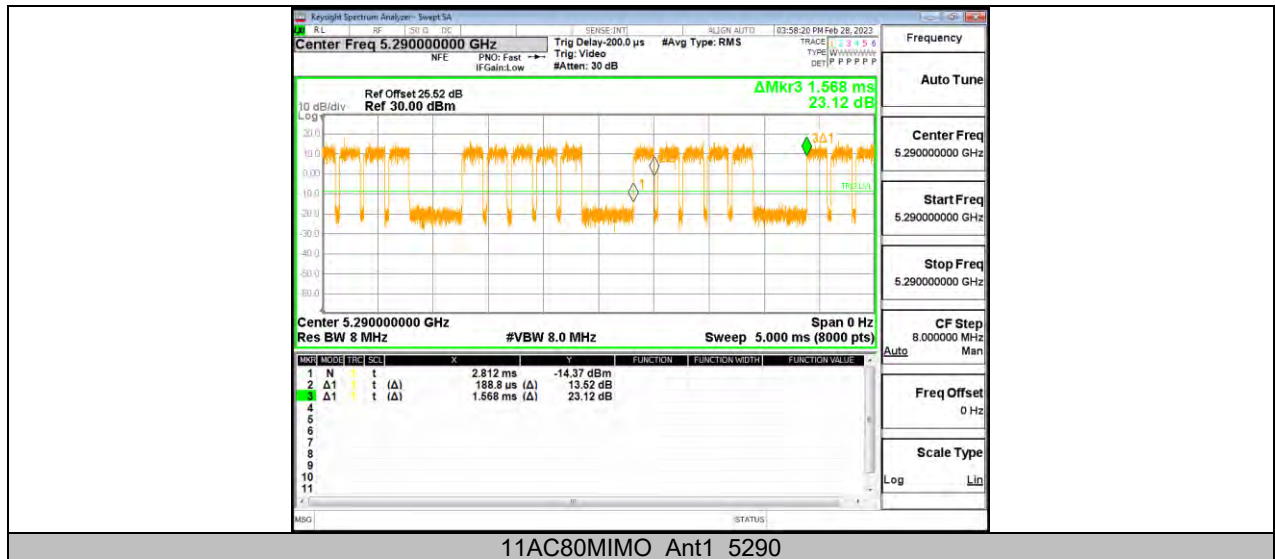 Keysight Spectrum Analyzer - Swept SA
RL RF 50 Ω DC SENSE:INT ALIGN AUTO 03:58:20 PM Feb 28, 2023
Center Freq 5.290000000 GHz
NFE
PNO: Fast
IFGain:Low
Trig Delay-200.0 µs
Trig: Video
#Atten: 30 dB
#Avg Type: RMS
TRACE 1 2 3 4 5 6
TYPE WWWWWW
DET P P P P P P
ΔMkr3 1.568 ms
23.12 dB
Ref Offset 25.52 dB
10 dB/div Ref 30.00 dBm
Log
20.0
10.0
0.00
-10.0
-20.0
-30.0
-40.0
-50.0
-60.0
1
3Δ1
TRIG LVL
Center 5.290000000 GHz Span 0 Hz
Res BW 8 MHz #VBW 8.0 MHz Sweep 5.000 ms (8000 pts)
MKR MODE TRC SCL X Y FUNCTION FUNCTION WIDTH FUNCTION VALUE
1 N 1 t 2.812 ms -14.37 dBm
2 Δ1 1 t (Δ) 188.8 µs (Δ) 13.52 dB
3 Δ1 1 t (Δ) 1.568 ms (Δ) 23.12 dB
4
5
6
7
8
9
10
11
MSG STATUS
Frequency
Auto Tune
Center Freq
5.290000000 GHz
Start Freq
5.290000000 GHz
Stop Freq
5.290000000 GHz
CF Step
8.000000 MHz
Auto Man
Freq Offset
0 Hz
Scale Type
Log Lin
11AC80MIMO_Ant1_5290